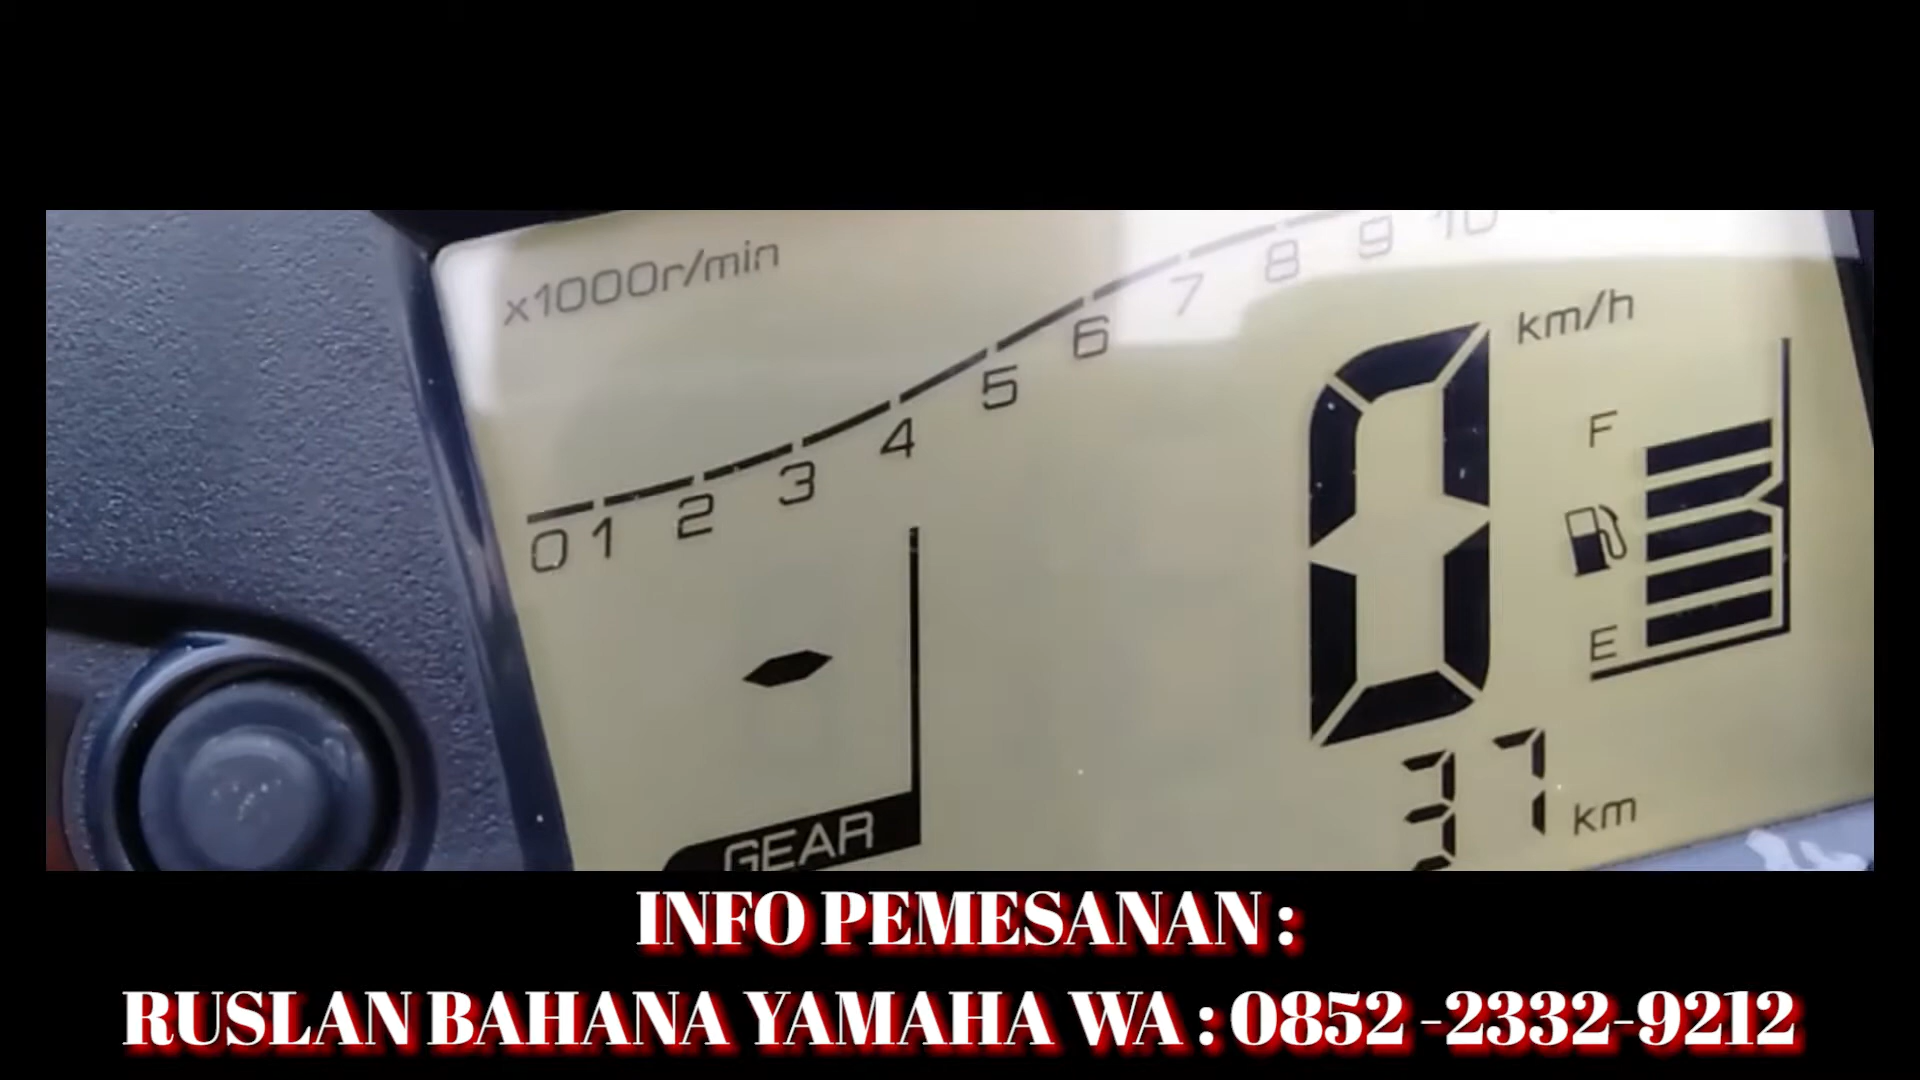 x1000r/min
0 1 2 3 4 5 6 7 8 9 10
km/h
0
F
E
-
GEAR
37 km
INFO PEMESANAN :
RUSLAN BAHANA YAMAHA WA : 0852 -2332-9212